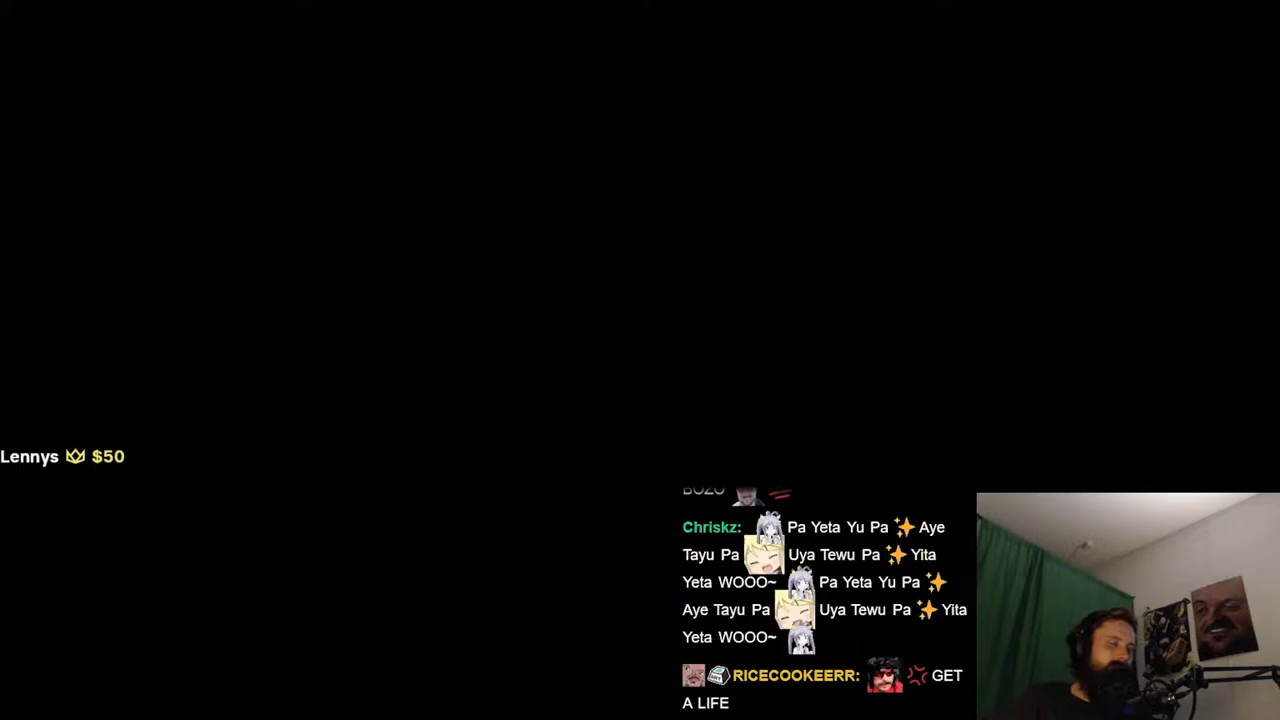 Lennys $50
BOZO
Chriskz: Pa Yeta Yu Pa ✨ Aye
Tayu Pa Uya Tewu Pa ✨ Yita
Yeta WOOO~ Pa Yeta Yu Pa ✨
Aye Tayu Pa Uya Tewu Pa ✨ Yita
Yeta WOOO~
RICECOOKEERR: 💢 GET
A LIFE